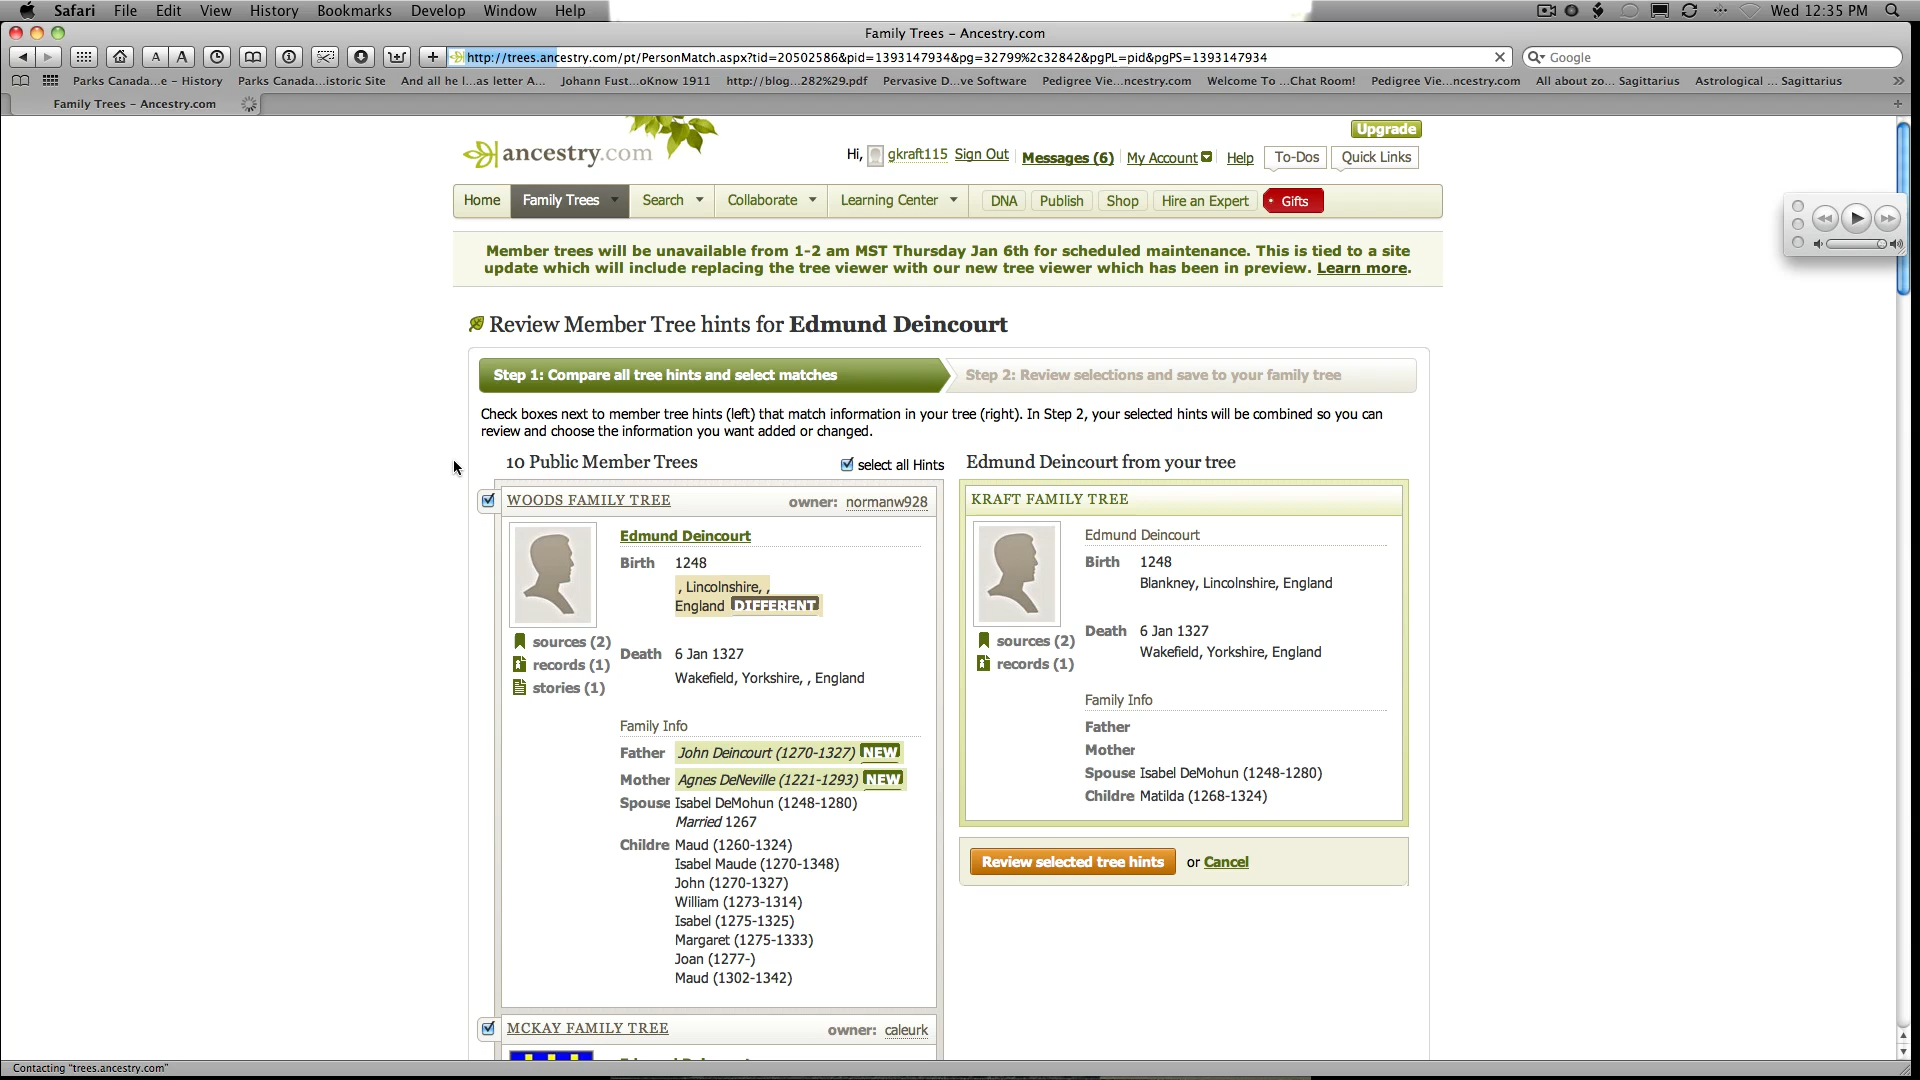 Safari File Edit View History Bookmarks Develop Window Help Wed 12:35 PM
Family Trees – Ancestry.com
http://trees.ancestry.com/pt/PersonMatch.aspx?tid=20502586&pid=1393147934&pg=32799%2c32842&pgPL=pid&pgPS=1393147934
Google
Parks Canada...e – History Parks Canada...istoric Site And all he l...as letter A... Johann Fust...oKnow 1911 http://blog...282%29.pdf Pervasive D...ve Software Pedigree Vie...ncestry.com Welcome To ...Chat Room! Pedigree Vie...ncestry.com All about zo... Sagittarius Astrological ... Sagittarius
Family Trees – Ancestry.com
Upgrade
ancestry.com
Hi, gkraft115 Sign Out Messages (6) My Account Help To-Dos Quick Links
Home Family Trees Search Collaborate Learning Center DNA Publish Shop Hire an Expert Gifts
Member trees will be unavailable from 1-2 am MST Thursday Jan 6th for scheduled maintenance. This is tied to a site
update which will include replacing the tree viewer with our new tree viewer which has been in preview. Learn more.
Review Member Tree hints for Edmund Deincourt
Step 1: Compare all tree hints and select matches
Step 2: Review selections and save to your family tree
Check boxes next to member tree hints (left) that match information in your tree (right). In Step 2, your selected hints will be combined so you can
review and choose the information you want added or changed.
10 Public Member Trees select all Hints
WOODS FAMILY TREE owner: normanw928
Edmund Deincourt
Birth 1248
, Lincolnshire, ,
England DIFFERENT
sources (2)
records (1)
stories (1)
Death 6 Jan 1327
Wakefield, Yorkshire, , England
Family Info
Father John Deincourt (1270-1327) NEW
Mother Agnes DeNeville (1221-1293) NEW
Spouse Isabel DeMohun (1248-1280)
Married 1267
Childre Maud (1260-1324)
Isabel Maude (1270-1348)
John (1270-1327)
William (1273-1314)
Isabel (1275-1325)
Margaret (1275-1333)
Joan (1277-)
Maud (1302-1342)
MCKAY FAMILY TREE owner: caleurk
Edmund Deincourt from your tree
KRAFT FAMILY TREE
Edmund Deincourt
Birth 1248
Blankney, Lincolnshire, England
sources (2)
records (1)
Death 6 Jan 1327
Wakefield, Yorkshire, England
Family Info
Father
Mother
Spouse Isabel DeMohun (1248-1280)
Childre Matilda (1268-1324)
Review selected tree hints or Cancel
Contacting "trees.ancestry.com"